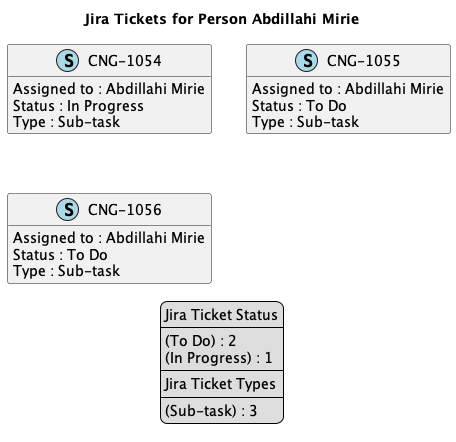 Jira Tickets for Person Abdillahi Mirie
S CNG-1054
Assigned to : Abdillahi Mirie
Status : In Progress
Type : Sub-task
S CNG-1055
Assigned to : Abdillahi Mirie
Status : To Do
Type : Sub-task
S CNG-1056
Assigned to : Abdillahi Mirie
Status : To Do
Type : Sub-task
Jira Ticket Status
(To Do) : 2
(In Progress) : 1
Jira Ticket Types
(Sub-task) : 3